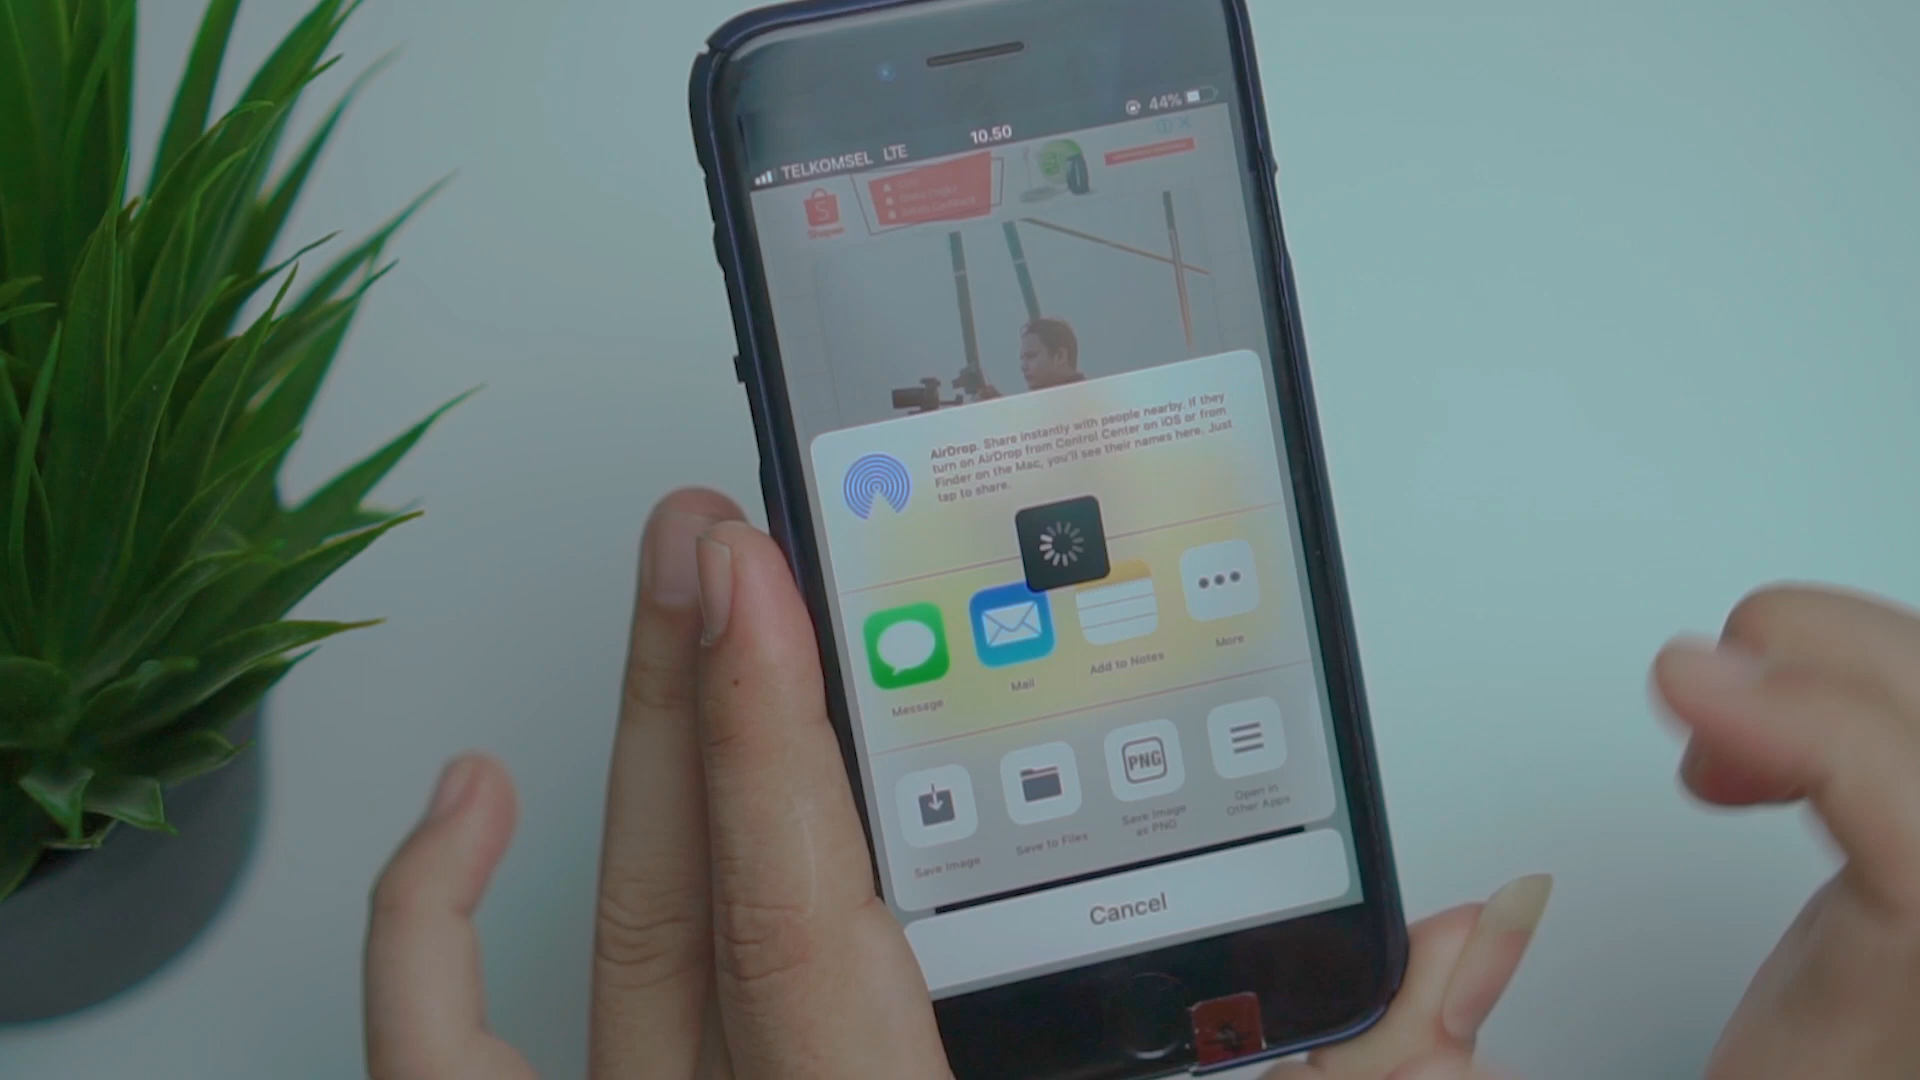 TELKOMSEL LTE 10.50 44%
Shopee
AirDrop. Share instantly with people nearby. If they
turn on AirDrop from Control Center on iOS or from
Finder on the Mac, you'll see their names here. Just
tap to share.
Message
Mail
Add to Notes
More
PNG
Save Image
Save to Files
Save Image
as PNG
Open in
Other Apps
Cancel